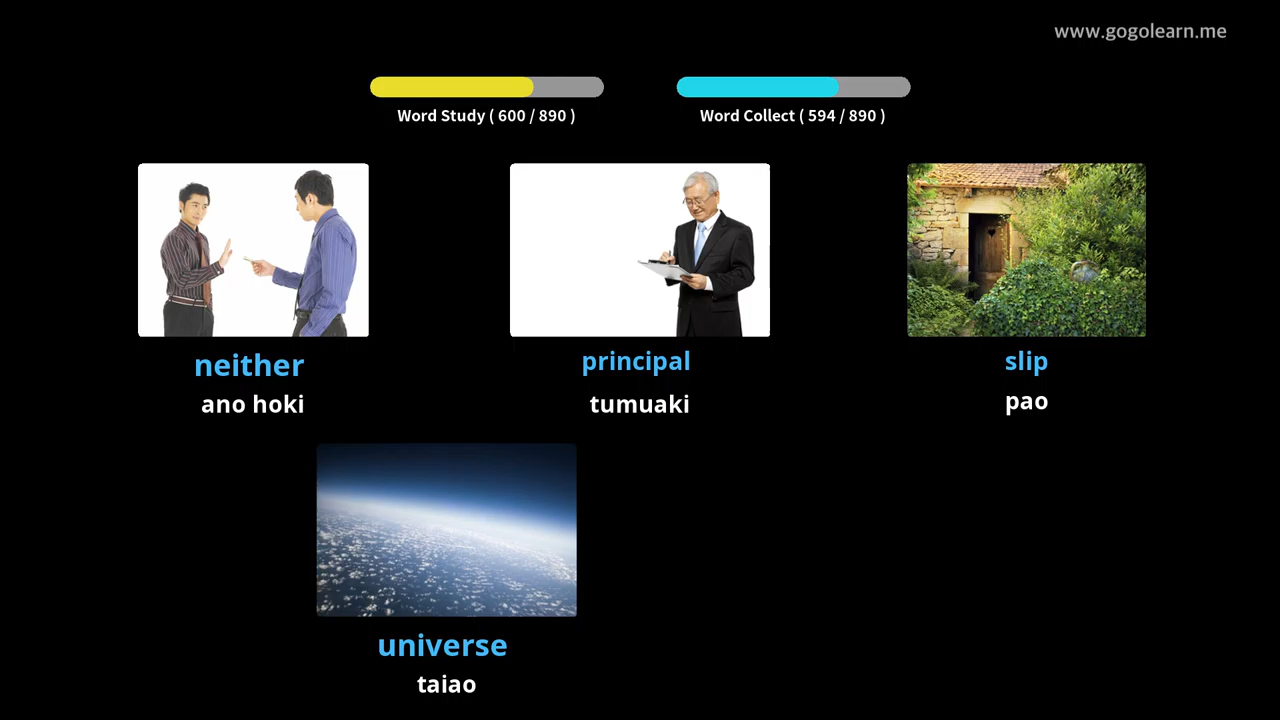 www.gogolearn.me
Word Study ( 600 / 890 )
Word Collect ( 594 / 890 )
neither
ano hoki
principal
tumuaki
slip
pao
universe
taiao